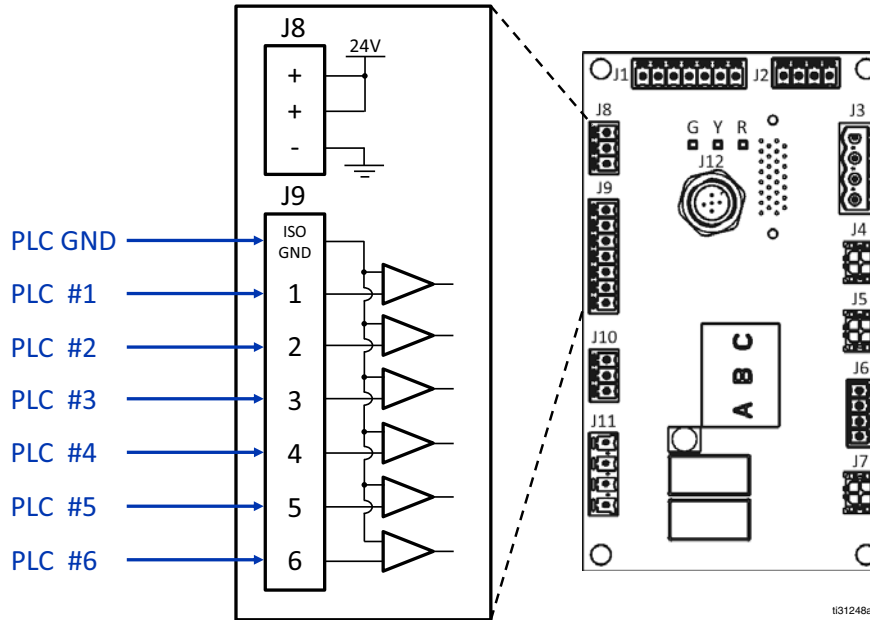 J8
24V
+
+
-
J9
ISO
GND
1
2
3
4
5
6
PLC GND
PLC #1
PLC #2
PLC #3
PLC #4
PLC #5
PLC #6
J1
J2
J8
G Y R
J3
J12
J9
J4
J5
J10
A B C
J6
J11
J7
ti31248a